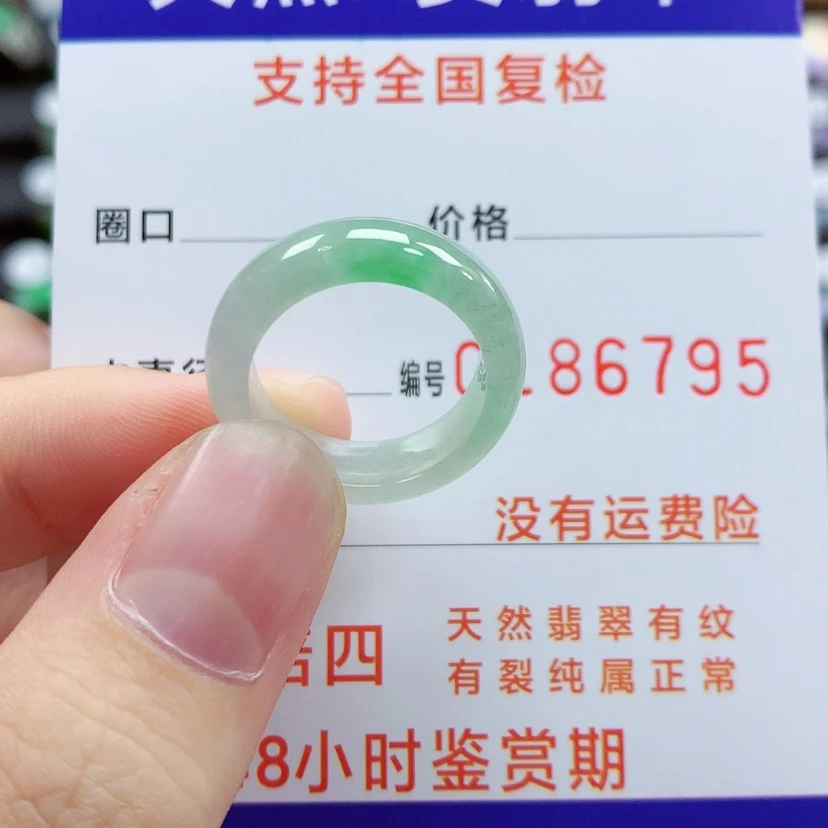 支持全国复检
圈口 价格
编号 86795
没有运费险
四 天然翡翠有纹
有裂纯属正常
8小时鉴赏期